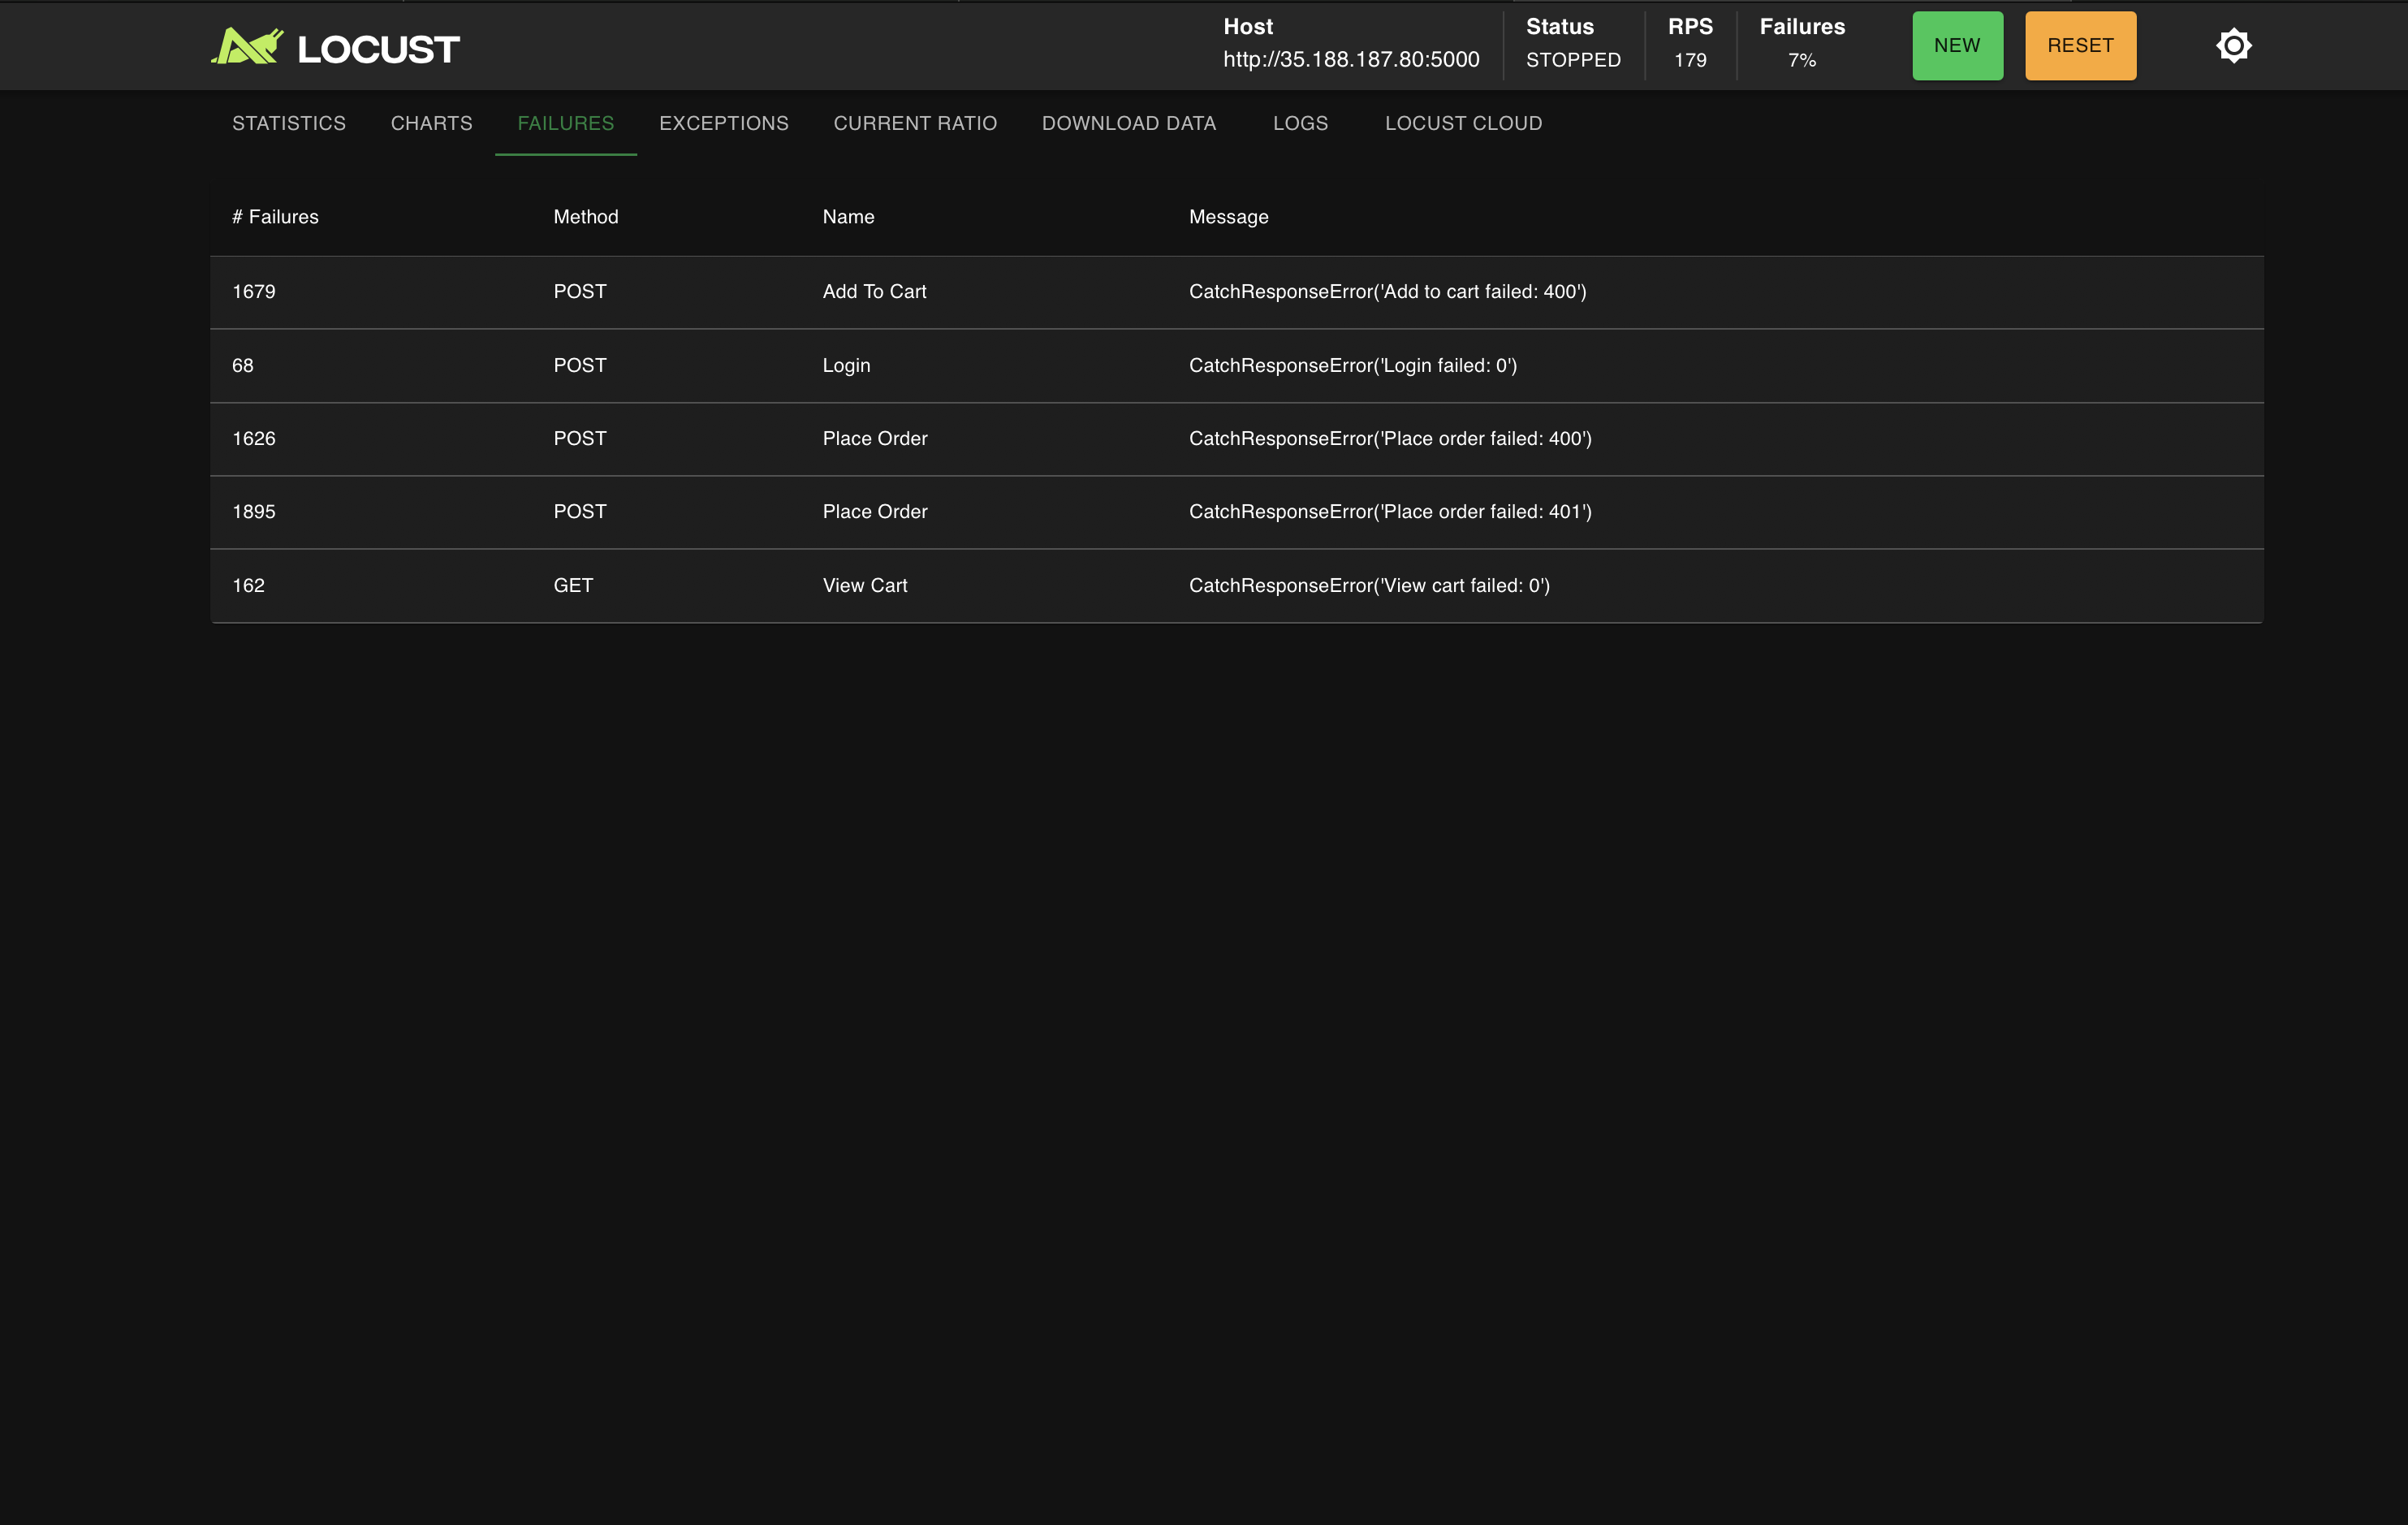 LOCUST
Host
http://35.188.187.80:5000
Status
STOPPED
RPS
179
Failures
7%
NEW
RESET
STATISTICS CHARTS FAILURES EXCEPTIONS CURRENT RATIO DOWNLOAD DATA LOGS LOCUST CLOUD
# Failures Method Name Message
1679 POST Add To Cart CatchResponseError('Add to cart failed: 400')
68 POST Login CatchResponseError('Login failed: 0')
1626 POST Place Order CatchResponseError('Place order failed: 400')
1895 POST Place Order CatchResponseError('Place order failed: 401')
162 GET View Cart CatchResponseError('View cart failed: 0')